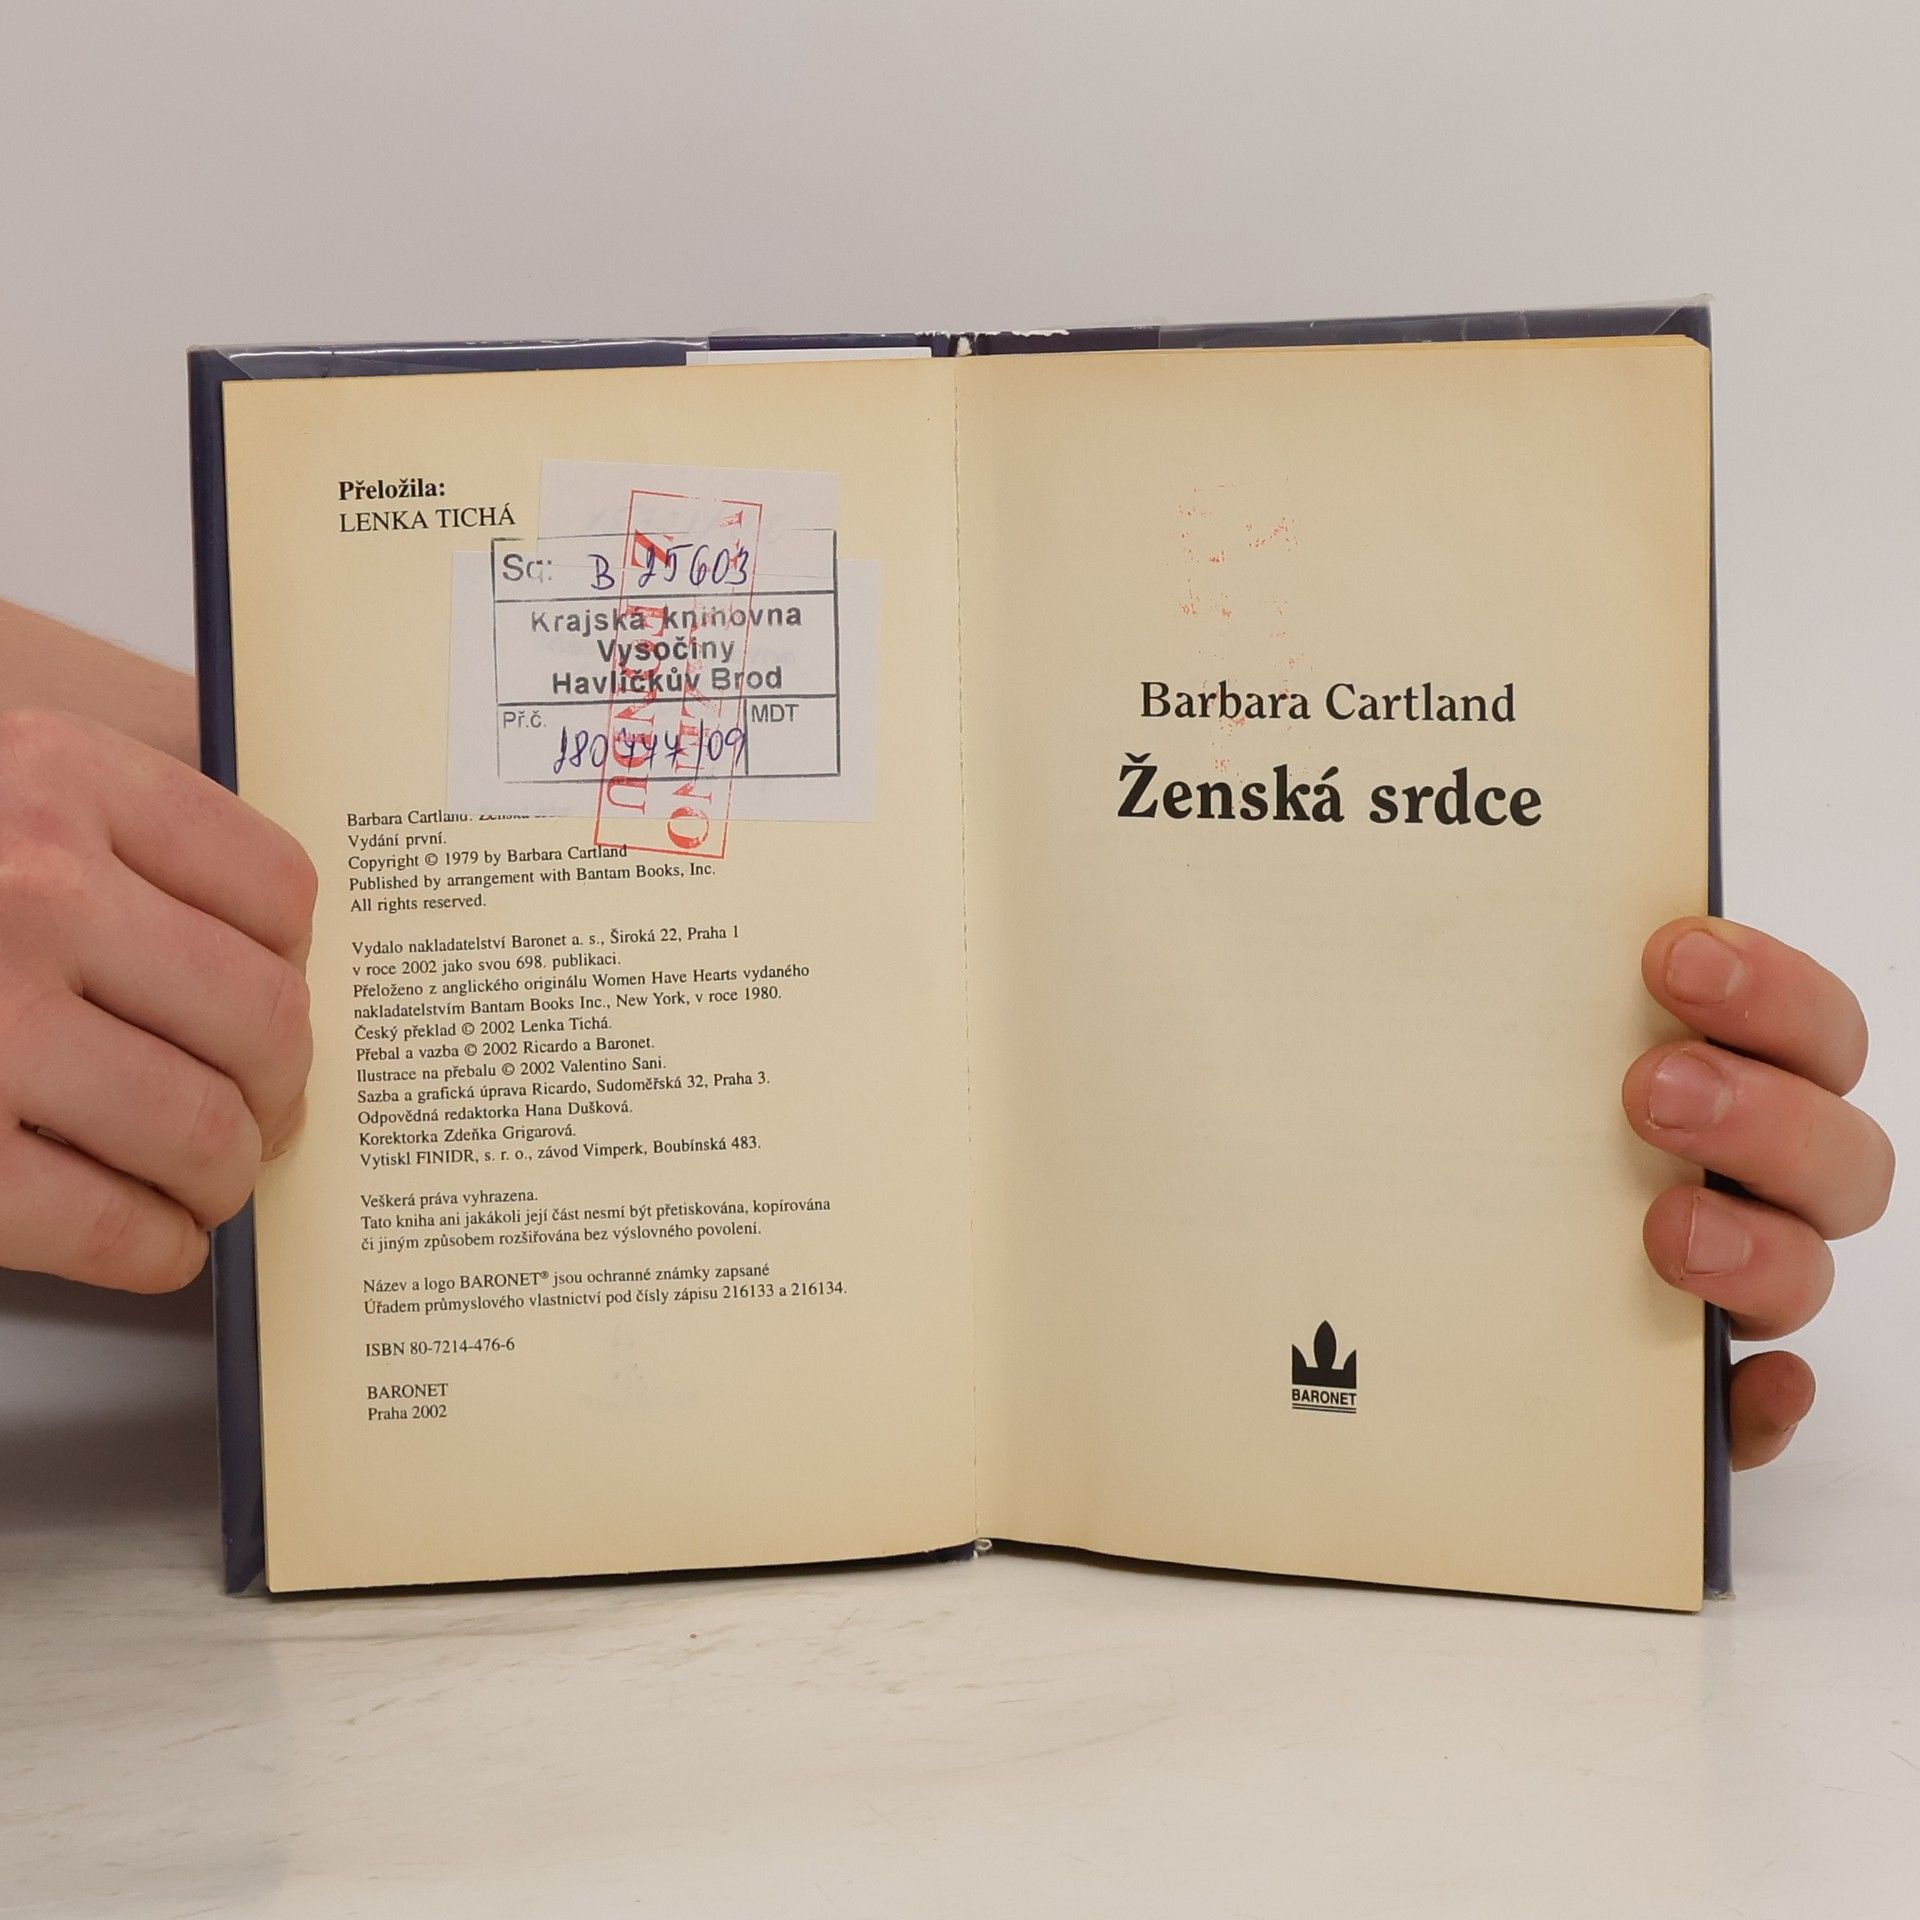 Přeložila:
LENKA TICHÁ
B 25603
Krajská knihovna
Vysočiny
Havlíčkův Brod
Př.č.
MDT
180777/09
Barbara Cartland:
Vydání první.
Copyright © 1979 by Barbara Cartland
Published by arrangement with Bantam Books, Inc.
All rights reserved.
Vydalo nakladatelství Baronet a. s., Široká 22, Praha 1
v roce 2002 jako svou 698. publikaci.
Přeloženo z anglického originálu Women Have Hearts vydaného
nakladatelstvím Bantam Books Inc., New York, v roce 1980.
Český překlad © 2002 Lenka Tichá.
Přebal a vazba © 2002 Ricardo a Baronet.
Ilustrace na přebalu © 2002 Valentino Sani.
Sazba a grafická úprava Ricardo, Sudoměřská 32, Praha 3.
Odpovědná redaktorka Hana Dušková.
Korektorka Zdeňka Grigarová.
Vytiskl FINIDR, s. r. o., závod Vimperk, Boubínská 483.
Veškerá práva vyhrazena.
Tato kniha ani jakákoli její část nesmí být přetiskována, kopírována
či jiným způsobem rozšiřována bez výslovného povolení.
Název a logo BARONET® jsou ochranné známky zapsané
Úřadem průmyslového vlastnictví pod čísly zápisu 216133 a 216134.
ISBN 80-7214-476-6
BARONET
Praha 2002
Barbara Cartland
Ženská srdce
BARONET